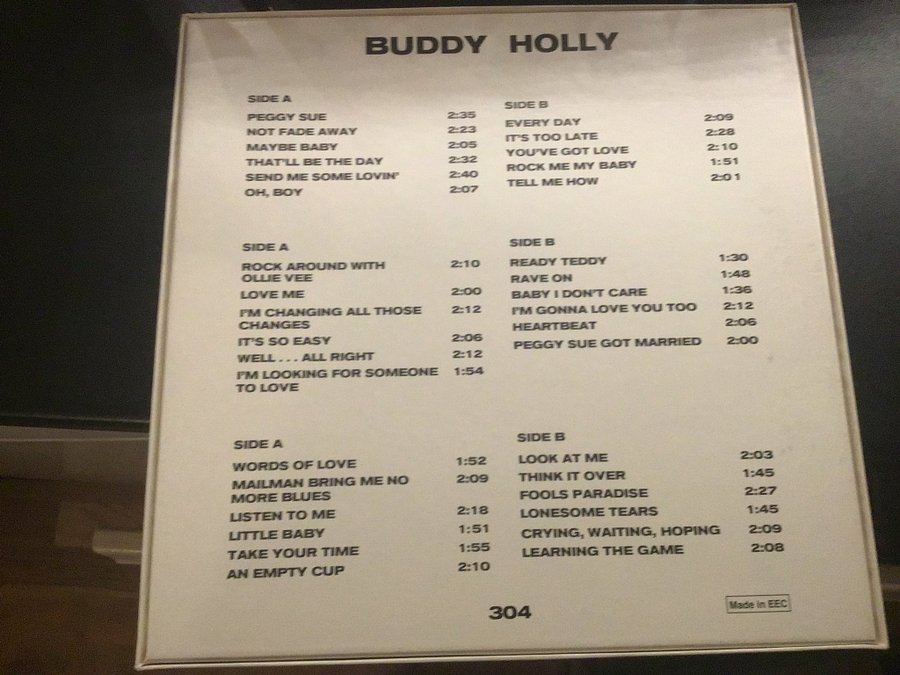 BUDDY HOLLY
SIDE A
PEGGY SUE 2:35
NOT FADE AWAY 2:23
MAYBE BABY 2:05
THAT'LL BE THE DAY 2:32
SEND ME SOME LOVIN' 2:40
OH, BOY 2:07
SIDE B
EVERY DAY 2:09
IT'S TOO LATE 2:28
YOU'VE GOT LOVE 2:10
ROCK ME MY BABY 1:51
TELL ME HOW 2:01
SIDE A
ROCK AROUND WITH 2:10
OLLIE VEE
LOVE ME 2:00
I'M CHANGING ALL THOSE 2:12
CHANGES
IT'S SO EASY 2:06
WELL . . . ALL RIGHT 2:12
I'M LOOKING FOR SOMEONE 1:54
TO LOVE
SIDE B
READY TEDDY 1:30
RAVE ON 1:48
BABY I DON'T CARE 1:36
I'M GONNA LOVE YOU TOO 2:12
HEARTBEAT 2:06
PEGGY SUE GOT MARRIED 2:00
SIDE A
WORDS OF LOVE 1:52
MAILMAN BRING ME NO 2:09
MORE BLUES
LISTEN TO ME 2:18
LITTLE BABY 1:51
TAKE YOUR TIME 1:55
AN EMPTY CUP 2:10
SIDE B
LOOK AT ME 2:03
THINK IT OVER 1:45
FOOLS PARADISE 2:27
LONESOME TEARS 1:45
CRYING, WAITING, HOPING 2:09
LEARNING THE GAME 2:08
304
Made in EEC